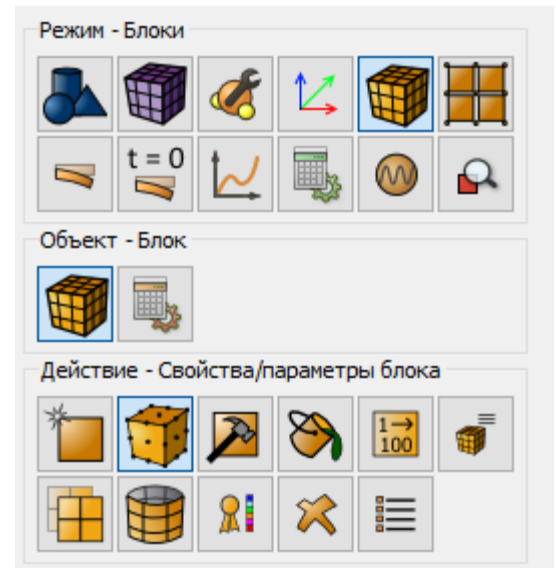 Режим - Блоки
t = 0
Объект - Блок
Действие - Свойства/параметры блока
1→
100